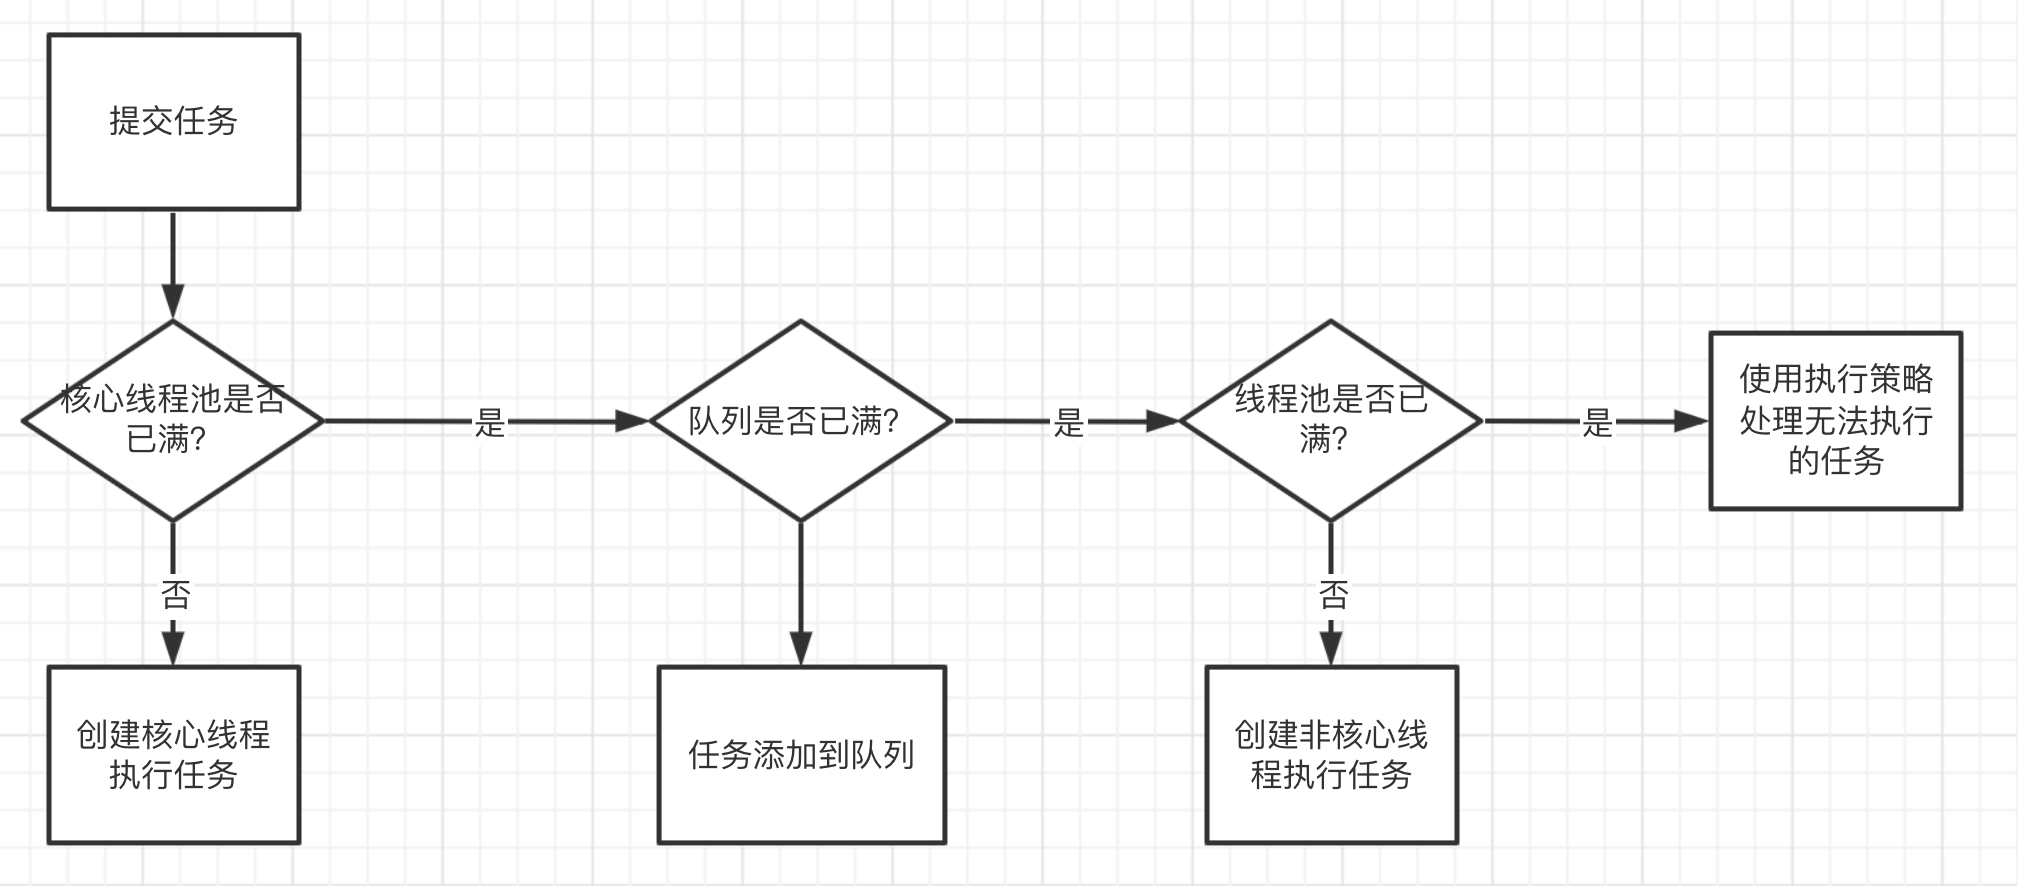 提交任务
核心线程池是否
已满?
是
队列是否已满?
是
线程池是否已
满?
是
使用执行策略
处理无法执行
的任务
否
否
创建核心线程
执行任务
任务添加到队列
创建非核心线
程执行任务